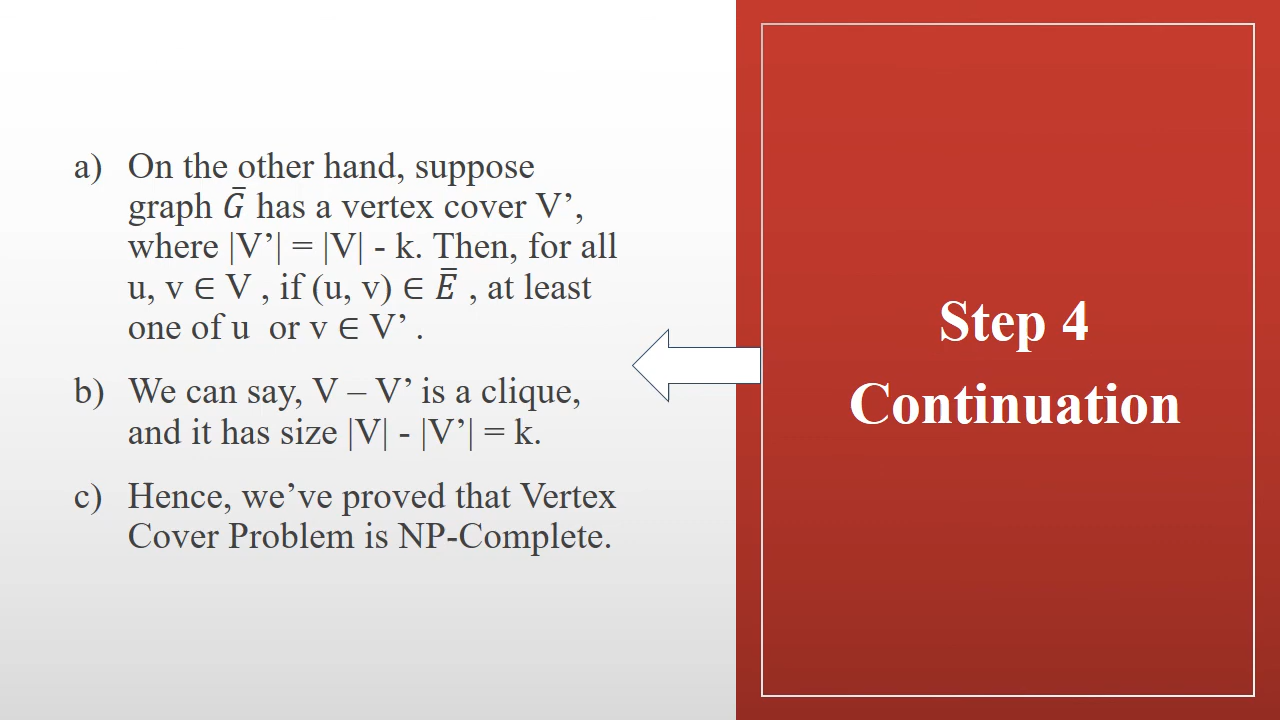 a) On the other hand, suppose
graph Ḡ has a vertex cover V’,
where |V’| = |V| - k. Then, for all
u, v ∈ V , if (u, v) ∈ Ē , at least
one of u  or v ∈ V’ .
b) We can say, V – V’ is a clique,
and it has size |V| - |V’| = k.
c) Hence, we’ve proved that Vertex
Cover Problem is NP-Complete.
Step 4
Continuation